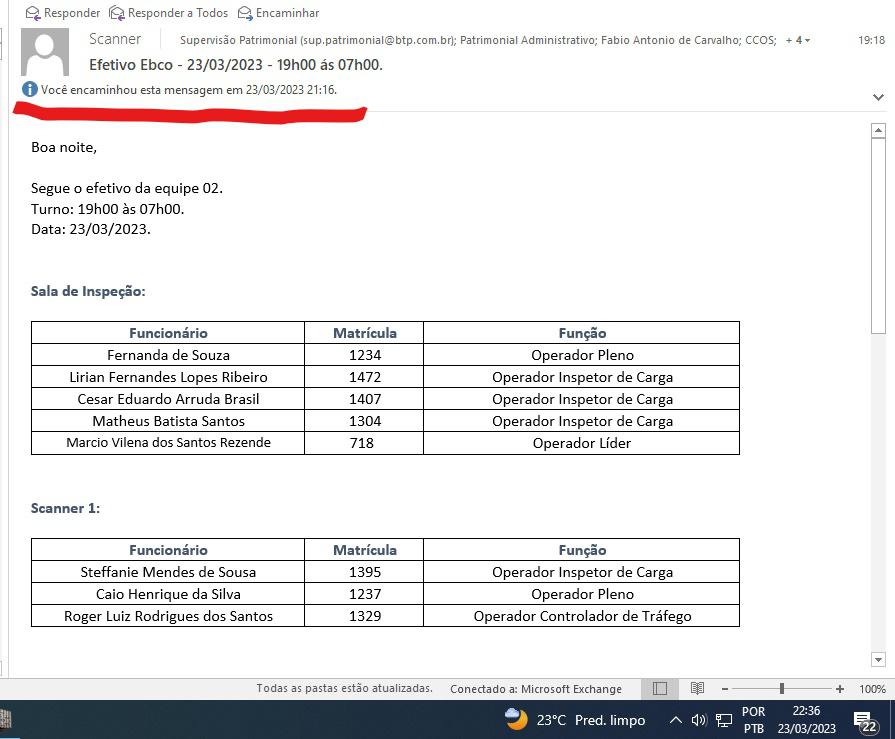 Responder Responder a Todos Encaminhar
Scanner Supervisão Patrimonial (sup.patrimonial@btp.com.br); Patrimonial Administrativo; Fabio Antonio de Carvalho; CCOS; + 4 19:18
Efetivo Ebco - 23/03/2023 - 19h00 ás 07h00.
Você encaminhou esta mensagem em 23/03/2023 21:16.
Boa noite,
Segue o efetivo da equipe 02.
Turno: 19h00 às 07h00.
Data: 23/03/2023.
Sala de Inspeção:
Funcionário Matrícula Função
Fernanda de Souza 1234 Operador Pleno
Lirian Fernandes Lopes Ribeiro 1472 Operador Inspetor de Carga
Cesar Eduardo Arruda Brasil 1407 Operador Inspetor de Carga
Matheus Batista Santos 1304 Operador Inspetor de Carga
Marcio Vilena dos Santos Rezende 718 Operador Líder
Scanner 1:
Funcionário Matrícula Função
Steffanie Mendes de Sousa 1395 Operador Inspetor de Carga
Caio Henrique da Silva 1237 Operador Pleno
Roger Luiz Rodrigues dos Santos 1329 Operador Controlador de Tráfego
Todas as pastas estão atualizadas. Conectado a: Microsoft Exchange - + 100%
23°C Pred. limpo POR 22:36
PTB 23/03/2023 22